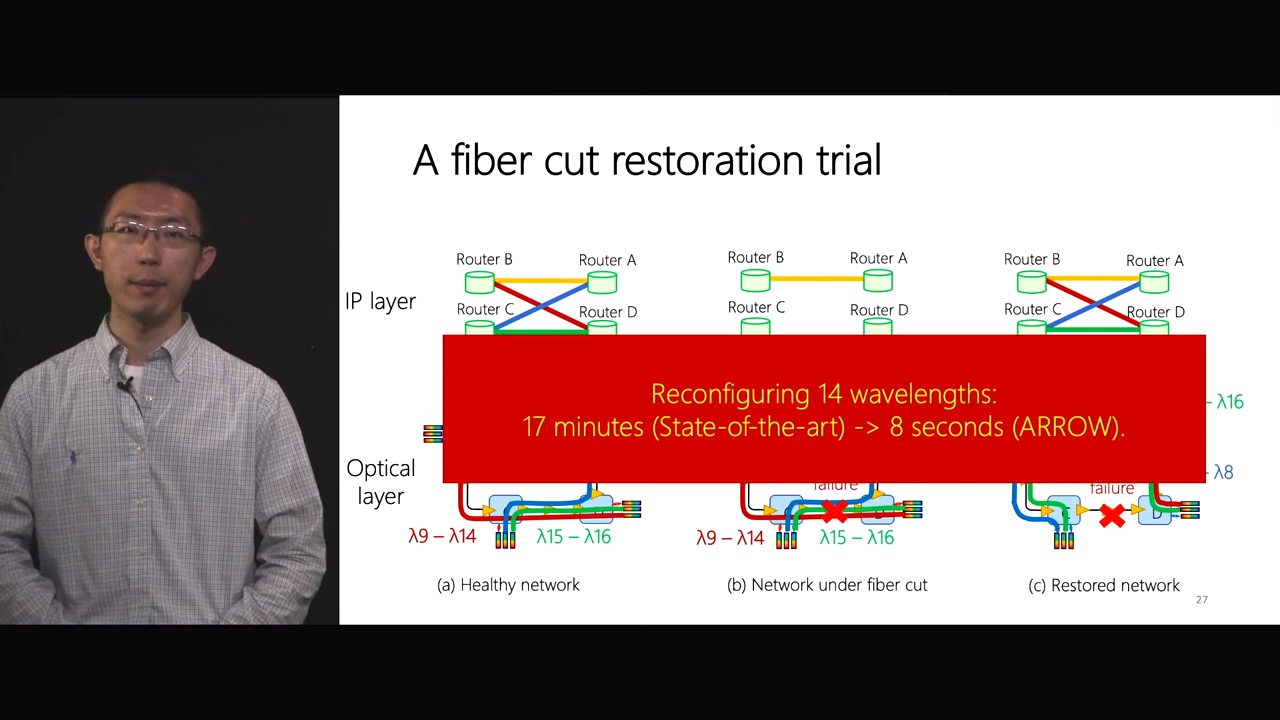 A fiber cut restoration trial
Router B
Router A
Router B
Router A
Router B
Router A
IP layer
Router C
Router D
Router C
Router D
Router C
Router D
Reconfiguring 14 wavelengths:
17 minutes (State-of-the-art) -> 8 seconds (ARROW).
– λ16
Optical
layer
– λ8
failure
failure
D
λ9 – λ14
λ15 – λ16
λ9 – λ14
λ15 – λ16
(a) Healthy network
(b) Network under fiber cut
(c) Restored network
27